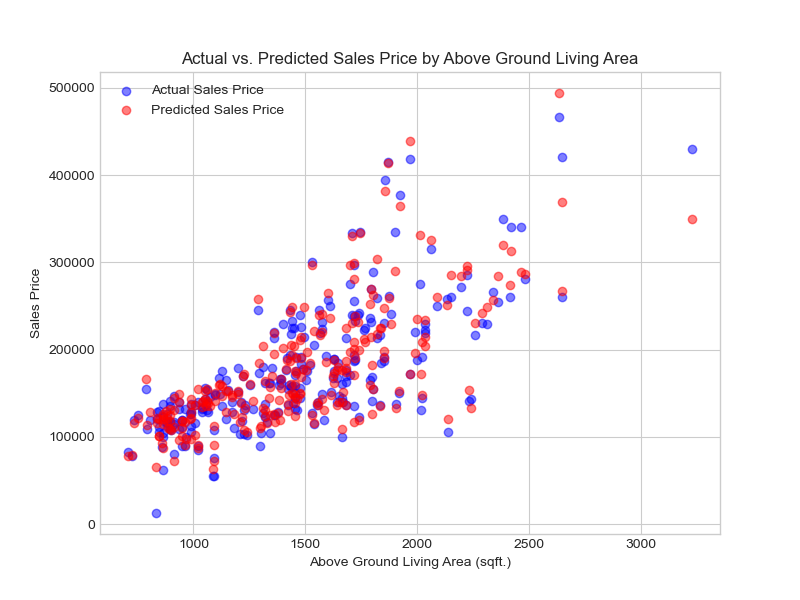 Actual vs. Predicted Sales Price by Above Ground Living Area
Actual Sales Price
Predicted Sales Price
500000
400000
300000
200000
100000
0
Sales Price
1000 1500 2000 2500 3000
Above Ground Living Area (sqft.)